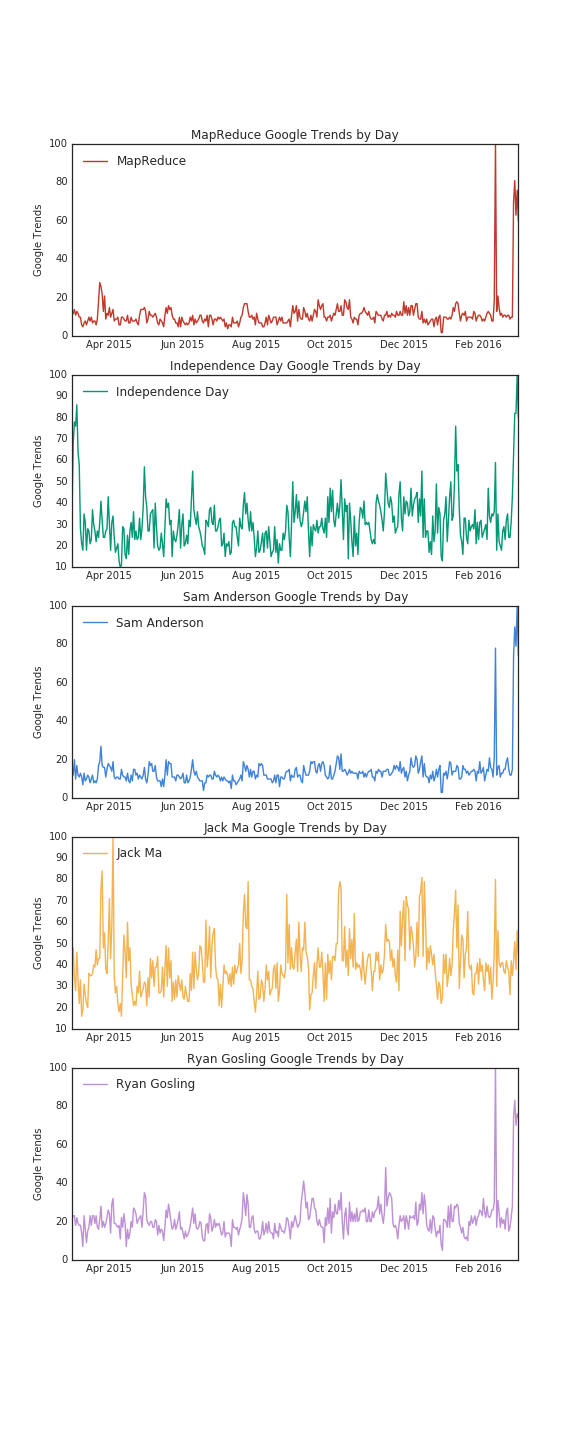 MapReduce Google Trends by Day
100
80
60
40
20
0
Google Trends
MapReduce
Apr 2015 Jun 2015 Aug 2015 Oct 2015 Dec 2015 Feb 2016
Independence Day Google Trends by Day
100
90
80
70
60
50
40
30
20
10
Google Trends
Independence Day
Apr 2015 Jun 2015 Aug 2015 Oct 2015 Dec 2015 Feb 2016
Sam Anderson Google Trends by Day
100
80
60
40
20
0
Google Trends
Sam Anderson
Apr 2015 Jun 2015 Aug 2015 Oct 2015 Dec 2015 Feb 2016
Jack Ma Google Trends by Day
100
90
80
70
60
50
40
30
20
10
Google Trends
Jack Ma
Apr 2015 Jun 2015 Aug 2015 Oct 2015 Dec 2015 Feb 2016
Ryan Gosling Google Trends by Day
100
80
60
40
20
0
Google Trends
Ryan Gosling
Apr 2015 Jun 2015 Aug 2015 Oct 2015 Dec 2015 Feb 2016